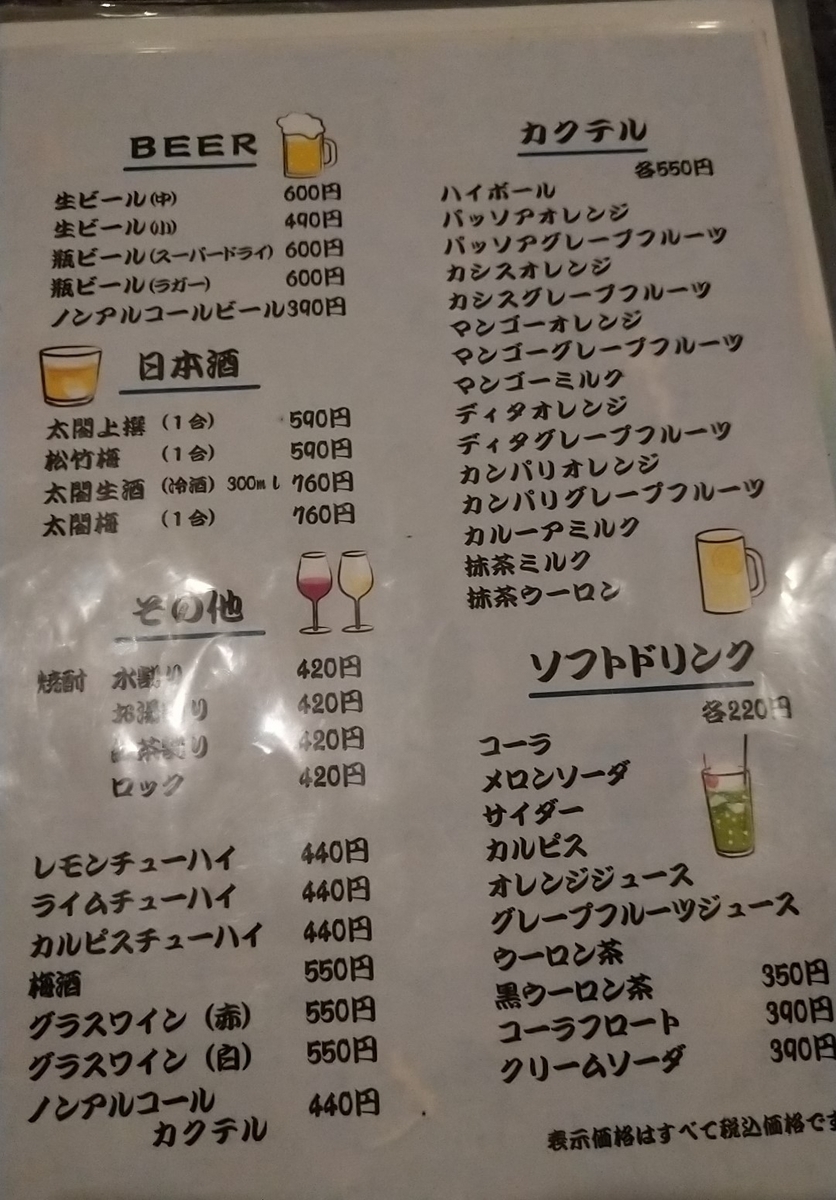 BEER
生ビール(中) 600円
生ビール(小) 490円
瓶ビール(スーパードライ) 600円
瓶ビール(ラガー) 600円
ノンアルコールビール 390円
日本酒
太閤上撰 (1合) 590円
松竹梅 (1合) 590円
太閤生酒 (冷酒) 300ml 760円
太閤梅 (1合) 760円
その他
焼酎 水割り 420円
お湯割り 420円
お茶割り 420円
ロック 420円
レモンチューハイ 440円
ライムチューハイ 440円
カルピスチューハイ 440円
梅酒 550円
グラスワイン (赤) 550円
グラスワイン (白) 550円
ノンアルコール 440円
カクテル
カクテル
各550円
ハイボール
パッソアオレンジ
パッソアグレープフルーツ
カシスオレンジ
カシスグレープフルーツ
マンゴーオレンジ
マンゴーグレープフルーツ
マンゴーミルク
ディタオレンジ
ディタグレープフルーツ
カンパリオレンジ
カンパリグレープフルーツ
カルーアミルク
抹茶ミルク
抹茶ウーロン
ソフトドリンク
各220円
コーラ
メロンソーダ
サイダー
カルピス
オレンジジュース
グレープフルーツジュース
ウーロン茶
黒ウーロン茶 350円
コーラフロート 390円
クリームソーダ 390円
表示価格はすべて税込価格です